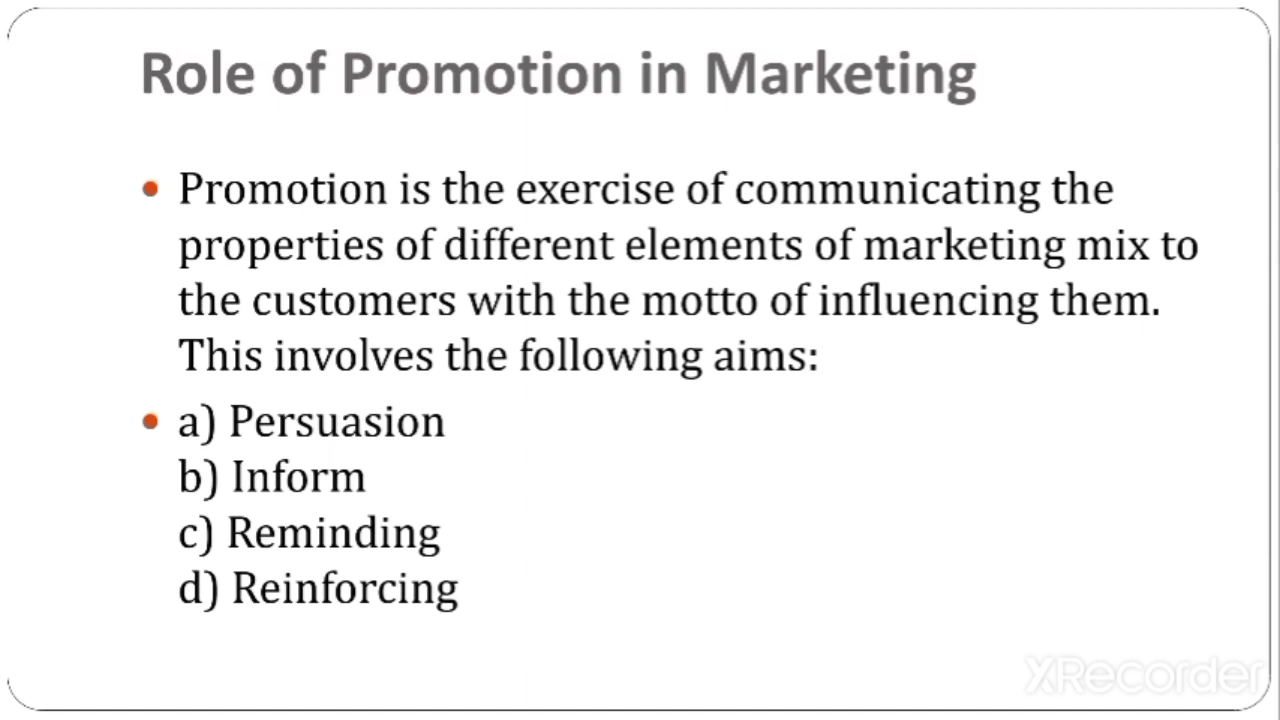 Role of Promotion in Marketing
Promotion is the exercise of communicating the
properties of different elements of marketing mix to
the customers with the motto of influencing them.
This involves the following aims:
a) Persuasion
b) Inform
c) Reminding
d) Reinforcing
XRecorder